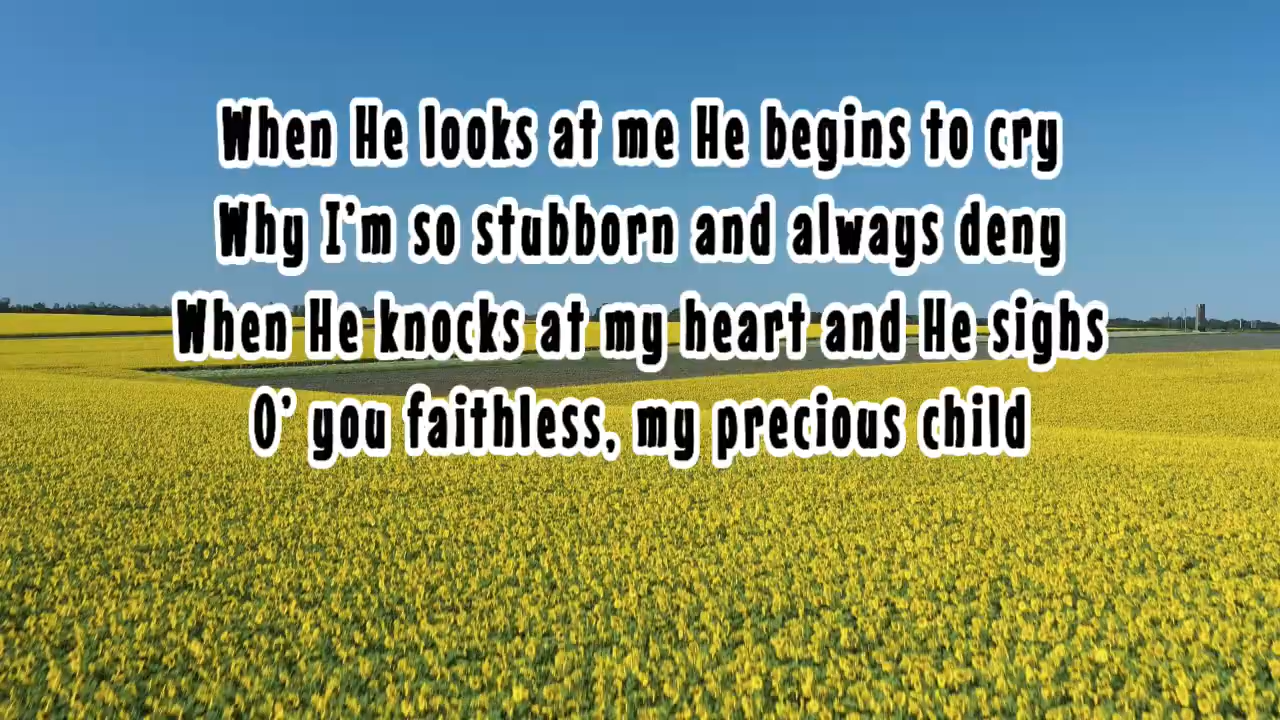 When He looks at me He begins to cry
Why I'm so stubborn and always deny
When He knocks at my heart and He sighs
O' you faithless, my precious child